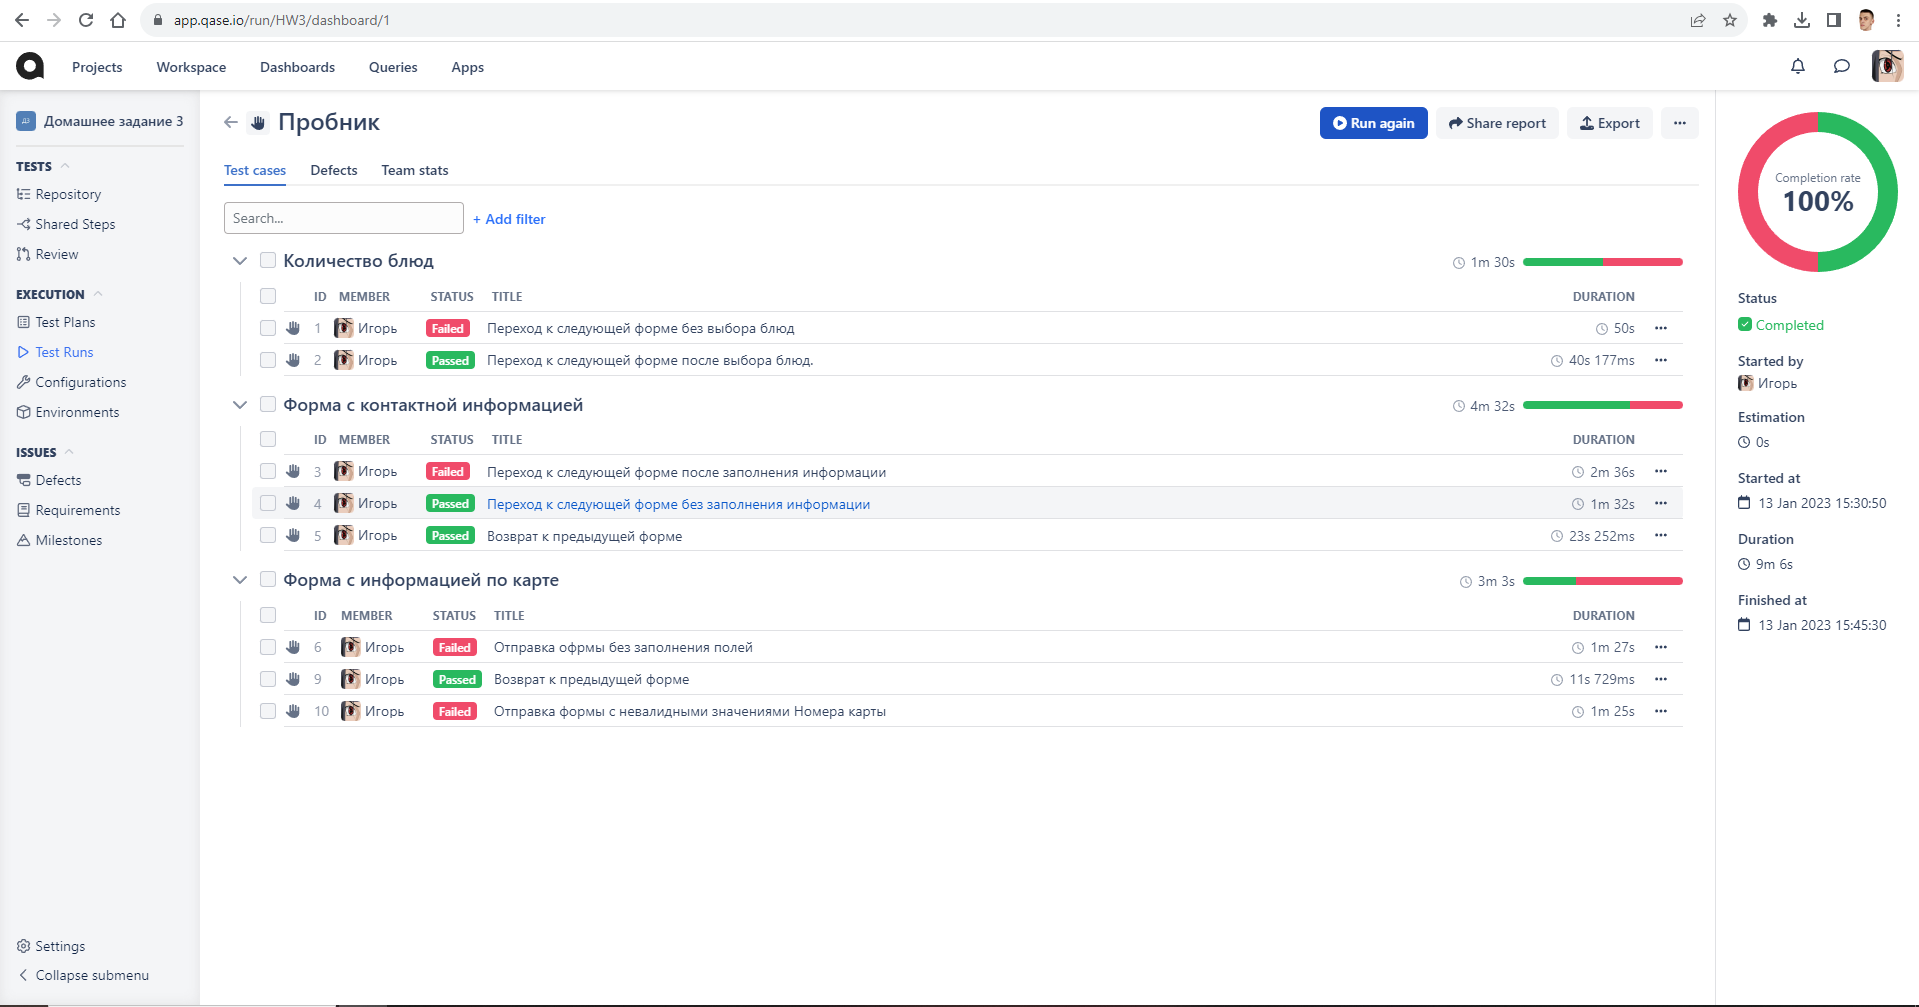 app.qase.io/run/HW3/dashboard/1
Projects Workspace Dashboards Queries Apps
Домашнее задание 3
TESTS
Repository
Shared Steps
Review
EXECUTION
Test Plans
Test Runs
Configurations
Environments
ISSUES
Defects
Requirements
Milestones
Settings
Collapse submenu
Пробник
Run again Share report Export
Test cases Defects Team stats
Search... + Add filter
Количество блюд 1m 30s
ID MEMBER STATUS TITLE DURATION
1 Игорь Failed Переход к следующей форме без выбора блюд 50s
2 Игорь Passed Переход к следующей форме после выбора блюд. 40s 177ms
Форма с контактной информацией 4m 32s
ID MEMBER STATUS TITLE DURATION
3 Игорь Failed Переход к следующей форме после заполнения информации 2m 36s
4 Игорь Passed Переход к следующей форме без заполнения информации 1m 32s
5 Игорь Passed Возврат к предыдущей форме 23s 252ms
Форма с информацией по карте 3m 3s
ID MEMBER STATUS TITLE DURATION
6 Игорь Failed Отправка офрмы без заполнения полей 1m 27s
9 Игорь Passed Возврат к предыдущей форме 11s 729ms
10 Игорь Failed Отправка формы с невалидными значениями Номера карты 1m 25s
Completion rate
100%
Status
Completed
Started by
Игорь
Estimation
0s
Started at
13 Jan 2023 15:30:50
Duration
9m 6s
Finished at
13 Jan 2023 15:45:30